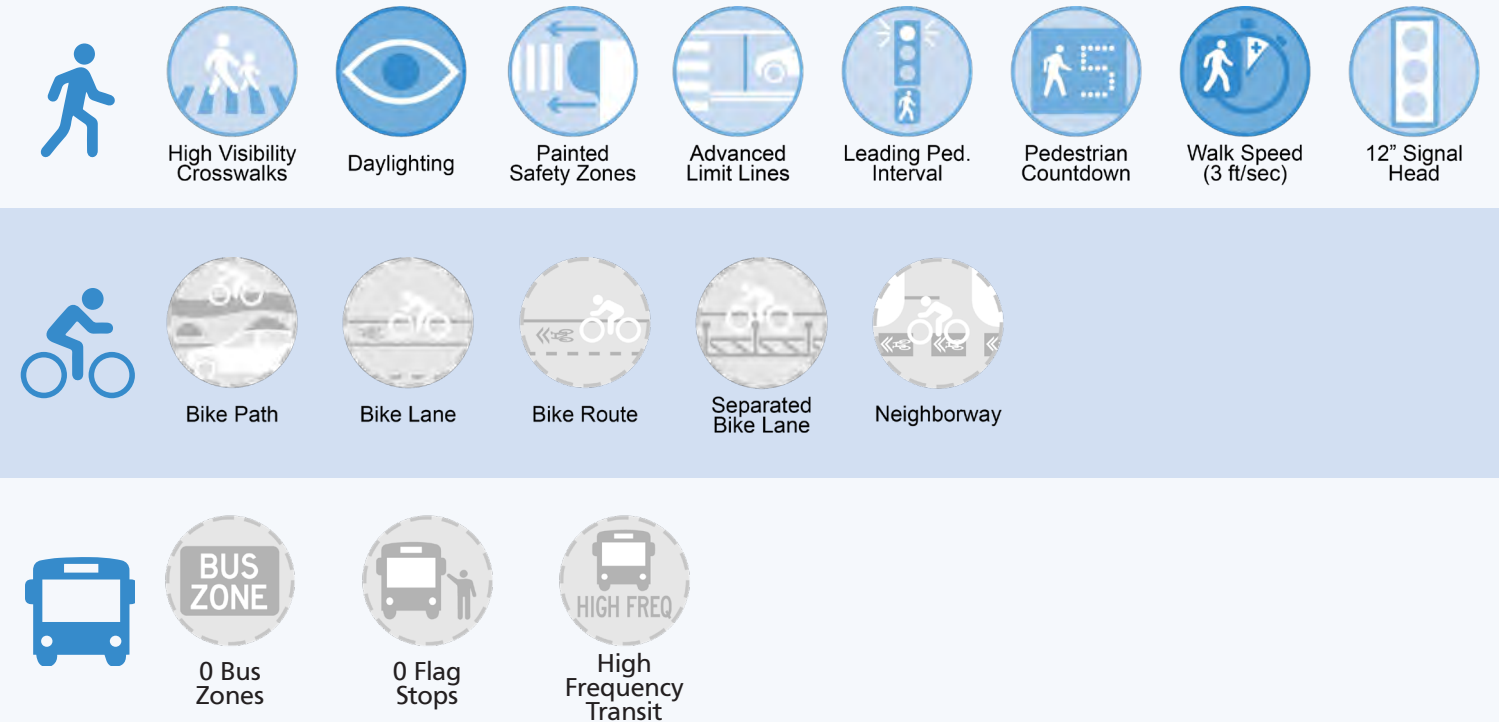 High Visibility
Crosswalks
Daylighting
Painted
Safety Zones
Advanced
Limit Lines
Leading Ped.
Interval
5
Pedestrian
Countdown
Walk Speed
(3 ft/sec)
12” Signal
Head
Bike Path
Bike Lane
Bike Route
Separated
Bike Lane
Neighborway
BUS
ZONE
0 Bus
Zones
0 Flag
Stops
HIGH FREQ
High
Frequency
Transit